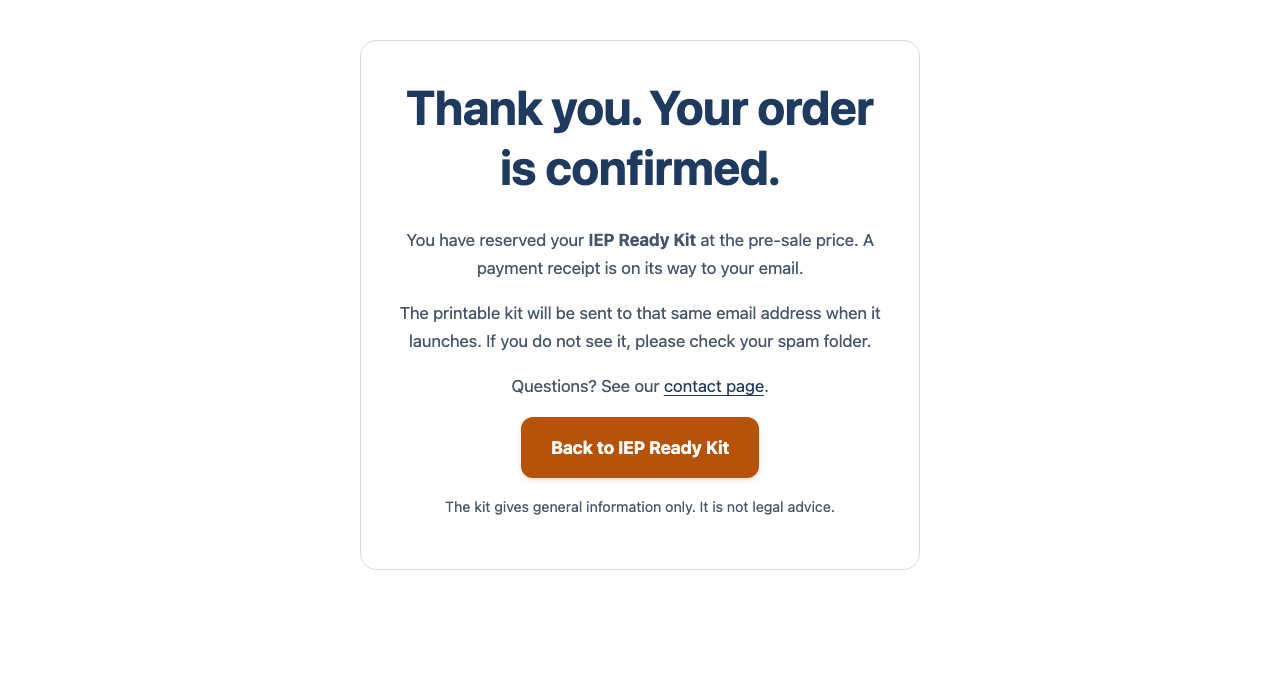 Thank you. Your order
is confirmed.
You have reserved your IEP Ready Kit at the pre-sale price. A
payment receipt is on its way to your email.
The printable kit will be sent to that same email address when it
launches. If you do not see it, please check your spam folder.
Questions? See our contact page.
Back to IEP Ready Kit
The kit gives general information only. It is not legal advice.